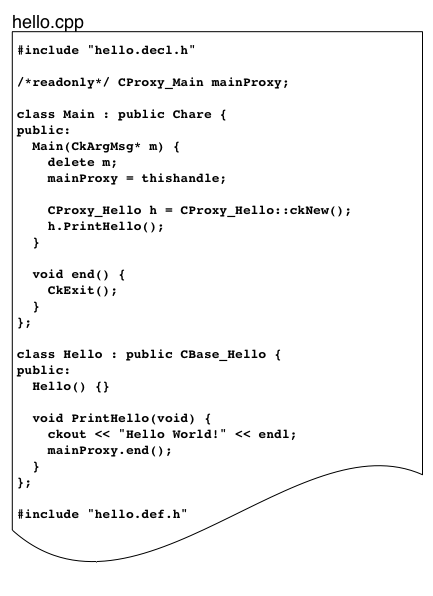 hello.cpp
#include "hello.decl.h"
/*readonly*/ CProxy_Main mainProxy;
class Main : public Chare {
public:
  Main(CkArgMsg* m) {
    delete m;
    mainProxy = thishandle;
    CProxy_Hello h = CProxy_Hello::ckNew();
    h.PrintHello();
  }
  void end() {
    CkExit();
  }
};
class Hello : public CBase_Hello {
public:
  Hello() {}
  void PrintHello(void) {
    ckout << "Hello World!" << endl;
    mainProxy.end();
  }
};
#include "hello.def.h"